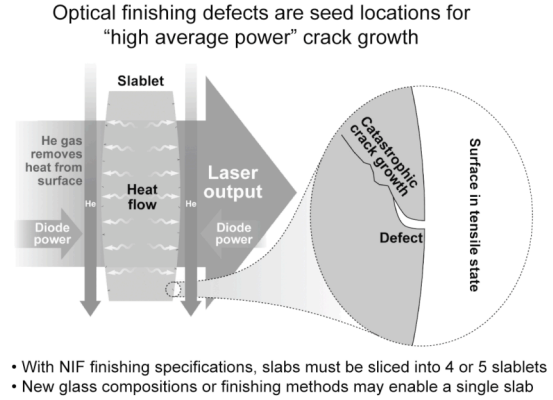 Optical finishing defects are seed locations for
“high average power” crack growth
Slablet
He gas
removes
heat from
surface
Heat
flow
Laser
output
He
He
Diode
power
Diode
power
Catastrophic
crack growth
Defect
Surface in tensile state
• With NIF finishing specifications, slabs must be sliced into 4 or 5 slablets
• New glass compositions or finishing methods may enable a single slab